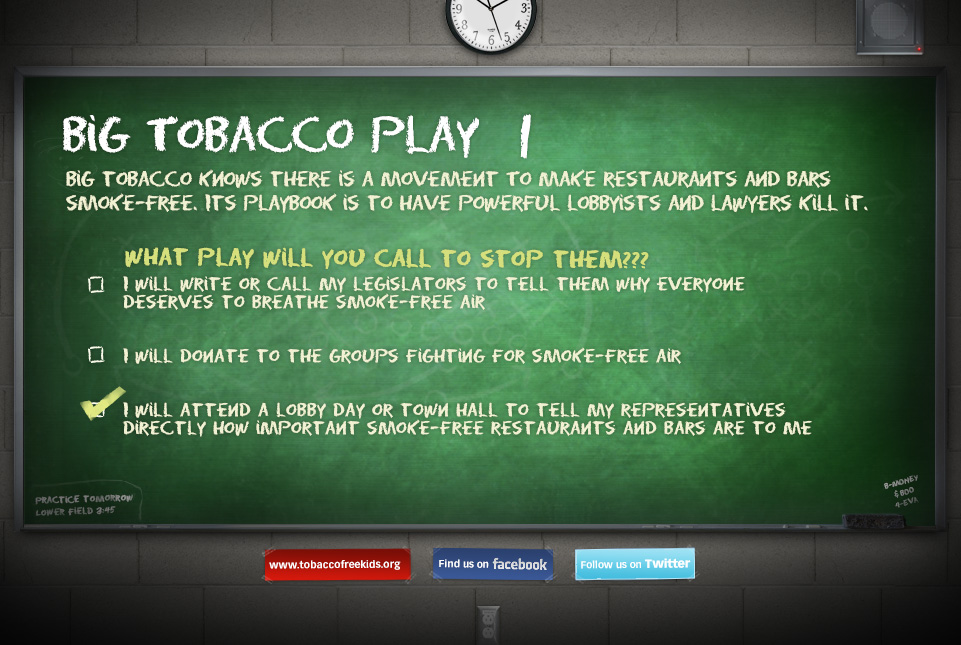 9 3
8 4
7 6 5
BIG TOBACCO PLAY 1
BIG TOBACCO KNOWS THERE IS A MOVEMENT TO MAKE RESTAURANTS AND BARS
SMOKE-FREE. ITS PLAYBOOK IS TO HAVE POWERFUL LOBBYISTS AND LAWYERS KILL IT.
WHAT PLAY WILL YOU CALL TO STOP THEM???
I WILL WRITE OR CALL MY LEGISLATORS TO TELL THEM WHY EVERYONE
DESERVES TO BREATHE SMOKE-FREE AIR
I WILL DONATE TO THE GROUPS FIGHTING FOR SMOKE-FREE AIR
I WILL ATTEND A LOBBY DAY OR TOWN HALL TO TELL MY REPRESENTATIVES
DIRECTLY HOW IMPORTANT SMOKE-FREE RESTAURANTS AND BARS ARE TO ME
PRACTICE TOMORROW
LOWER FIELD 3:45
B-MONEY
$800
4-EVA
www.tobaccofreekids.org
Find us on facebook
Follow us on Twitter